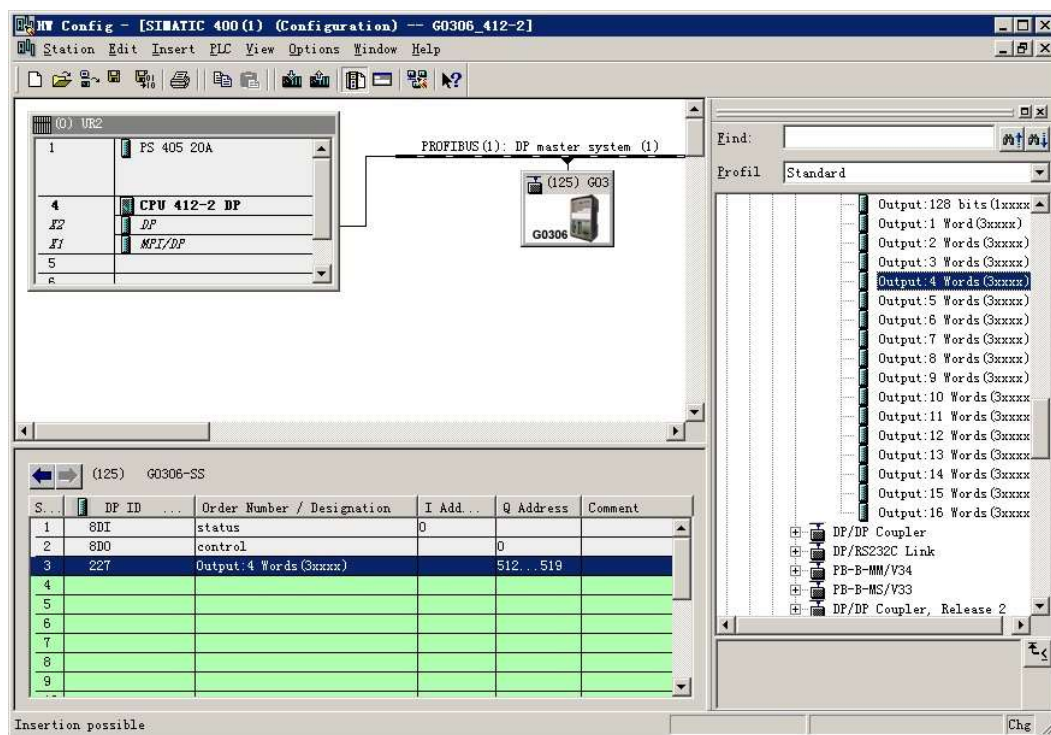 HW Config - [SIMATIC 400(1) (Configuration) -- G0306_412-2]
Station Edit Insert PLC View Options Window Help
(0) UR2
1 PS 405 20A
4 CPU 412-2 DP
X2 DP
X1 MPI/DP
5
6
PROFIBUS(1): DP master system (1)
(125) G03
G0306
Find:
Profil Standard
Output:128 bits(1xxxx
Output:1 Word(3xxxx)
Output:2 Words(3xxxx)
Output:3 Words(3xxxx)
Output:4 Words(3xxxx)
Output:5 Words(3xxxx)
Output:6 Words(3xxxx)
Output:7 Words(3xxxx)
Output:8 Words(3xxxx)
Output:9 Words(3xxxx)
Output:10 Words(3xxxx
Output:11 Words(3xxxx
Output:12 Words(3xxxx
Output:13 Words(3xxxx
Output:14 Words(3xxxx
Output:15 Words(3xxxx
Output:16 Words(3xxxx
DP/DP Coupler
DP/RS232C Link
PB-B-MM/V34
PB-B-MS/V33
DP/DP Coupler, Release 2
(125) G0306-SS
S... DP ID ... Order Number / Designation I Add... Q Address Comment
1 8DI status 0
2 8DO control 0
3 227 Output:4 Words(3xxxx) 512...519
4
5
6
7
8
9
Insertion possible
Chg